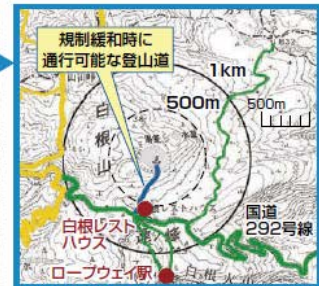 規制緩和時に
通行可能な登山道
1km
500m
500m
白根山
国道
292号線
白根レスト
ハウス
ロープウェイ駅